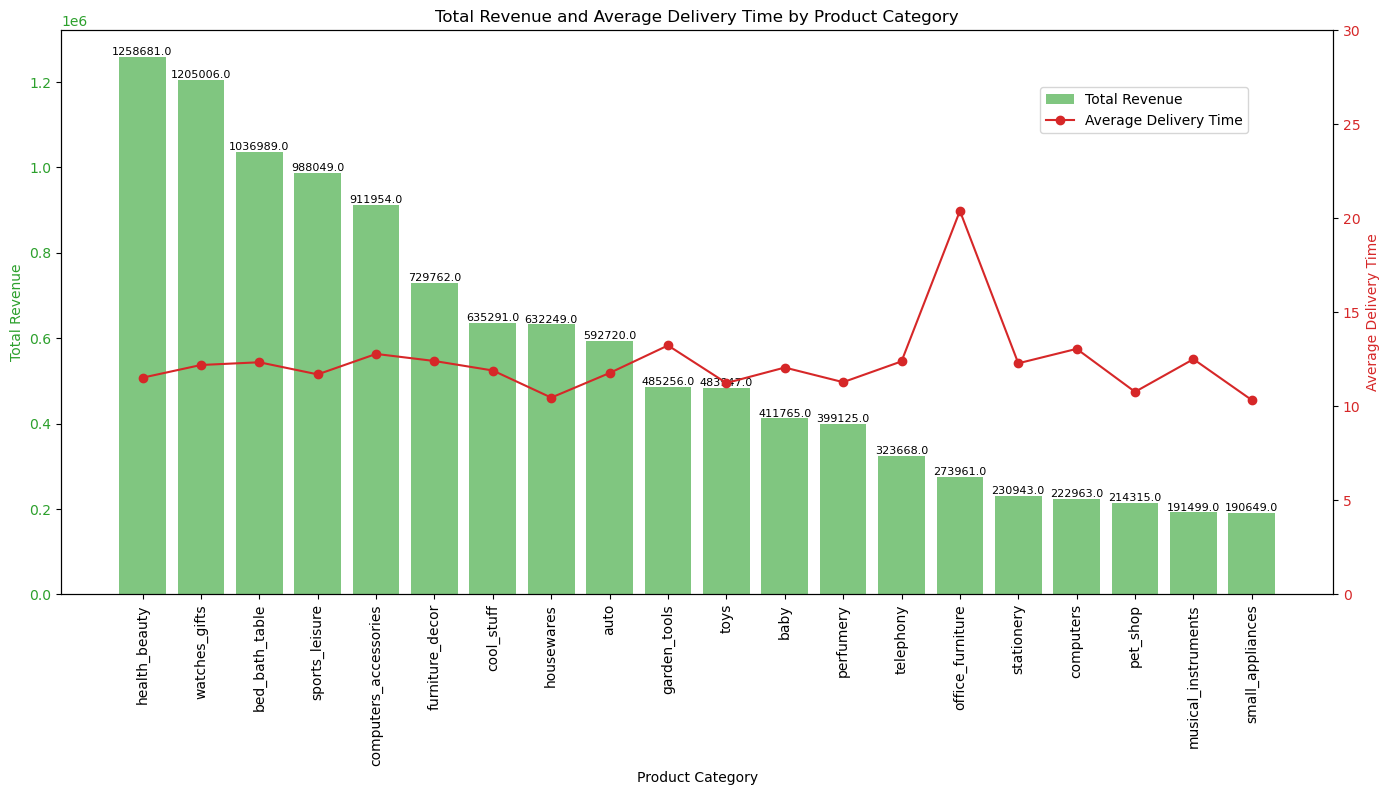 Total Revenue and Average Delivery Time by Product Category
1e6
1.2
1.0
0.8
0.6
0.4
0.2
0.0
Total Revenue
30
25
20
15
10
5
0
Average Delivery Time
Total Revenue
Average Delivery Time
1258681.0
1205006.0
1036989.0
988049.0
911954.0
729762.0
635291.0
632249.0
592720.0
485256.0
411765.0
399125.0
323668.0
273961.0
230943.0
222963.0
214315.0
191499.0
190649.0
health_beauty
watches_gifts
bed_bath_table
sports_leisure
computers_accessories
furniture_decor
cool_stuff
housewares
auto
garden_tools
toys
baby
perfumery
telephony
office_furniture
stationery
computers
pet_shop
musical_instruments
small_appliances
Product Category